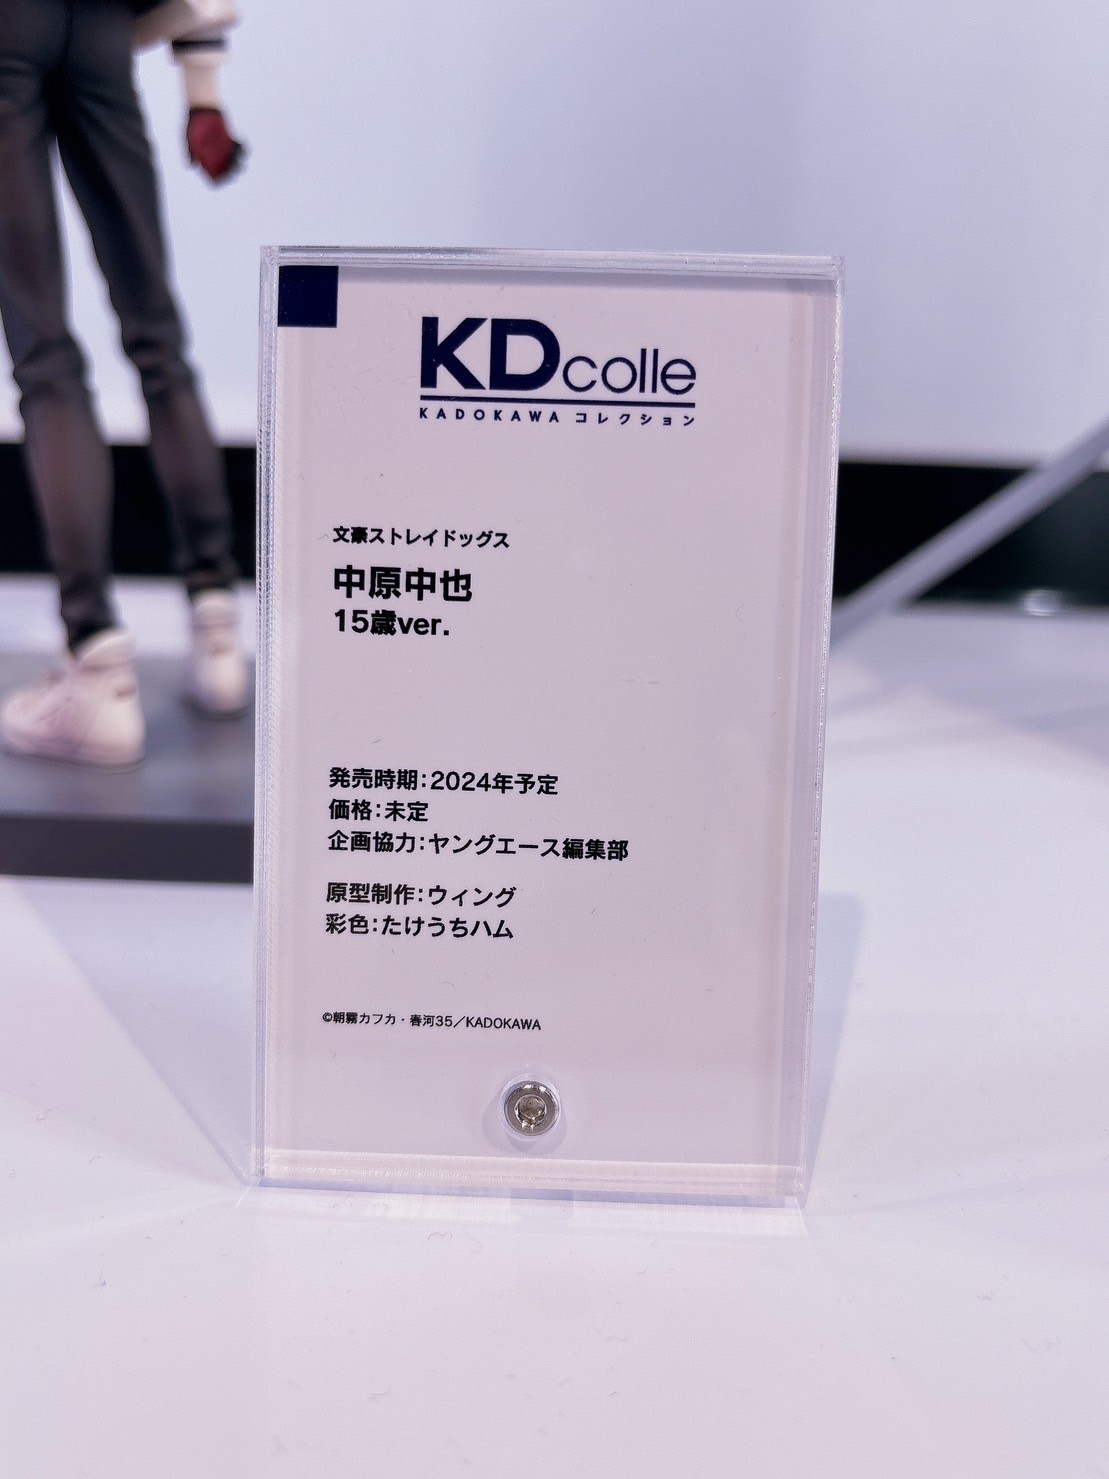 KDcolle
KADOKAWA コレクション
文豪ストレイドッグス
中原中也
15歳ver.
発売時期:2024年予定
価格:未定
企画協力:ヤングエース編集部
原型制作:ウィング
彩色:たけうちハム
©朝霧カフカ・春河35／KADOKAWA